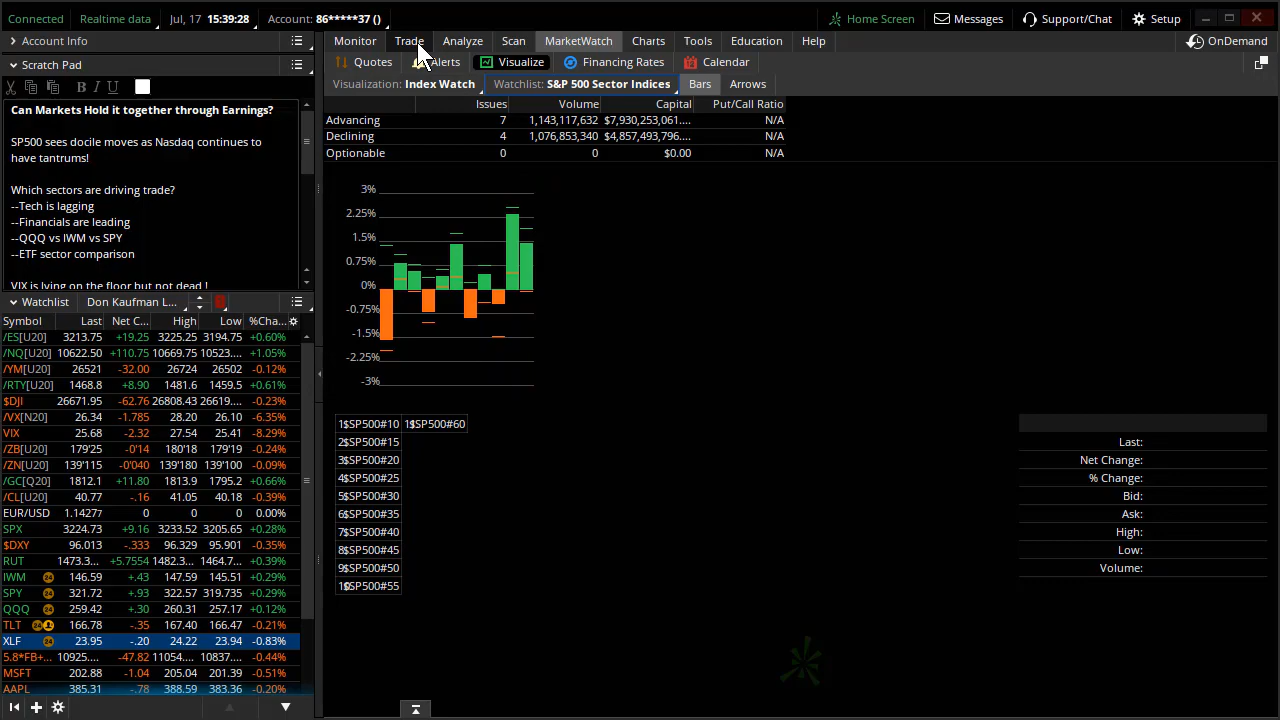 Connected Realtime data Jul, 17 15:39:28 Account: 86*****37 () Home Screen Messages Support/Chat Setup
Account Info
Monitor Trade Analyze Scan MarketWatch Charts Tools Education Help OnDemand
Scratch Pad
Quotes Alerts Visualize Financing Rates Calendar
B I U
Visualization: Index Watch Watchlist: S&P 500 Sector Indices Bars Arrows
Can Markets Hold it together through Earnings?
SP500 sees docile moves as Nasdaq continues to
have tantrums!
Which sectors are driving trade?
--Tech is lagging
--Financials are leading
--QQQ vs IWM vs SPY
--ETF sector comparison
VIX is lvng on the floor but not dead !
Issues Volume Capital Put/Call Ratio
Advancing 7 1,143,117,632 $7,930,253,061.... N/A
Declining 4 1,076,853,340 $4,857,493,796.... N/A
Optionable 0 0 $0.00 N/A
3%
2.25%
1.5%
0.75%
0%
-0.75%
-1.5%
-2.25%
-3%
Watchlist Don Kaufman L...
Symbol Last Net C... High Low %Cha...
/ES[U20] 3213.75 +19.25 3225.25 3194.75 +0.60%
/NQ[U20] 10622.50 +110.75 10669.75 10523.... +1.05%
/YM[U20] 26521 -32.00 26724 26502 -0.12%
/RTY[U20] 1468.8 +8.90 1481.6 1459.5 +0.61%
$DJI 26671.95 -62.76 26808.43 26619.... -0.23%
/VX[N20] 26.34 -1.785 28.20 26.10 -6.35%
VIX 25.68 -2.32 27.54 25.41 -8.29%
/ZB[U20] 179'25 -0'14 180'18 179'19 -0.24%
/ZN[U20] 139'115 -0'040 139'180 139'100 -0.09%
/GC[Q20] 1812.1 +11.80 1813.9 1795.2 +0.66%
/CL[U20] 40.77 -.16 41.05 40.18 -0.39%
EUR/USD 1.14277 0 0 0 0.00%
SPX 3224.73 +9.16 3233.52 3205.65 +0.28%
$DXY 96.013 -.333 96.329 95.901 -0.35%
RUT 1473.3... +5.7554 1482.3... 1464.7... +0.39%
IWM 24 146.59 +.43 147.59 145.51 +0.29%
SPY 24 321.72 +.93 322.57 319.735 +0.29%
QQQ 24 259.42 +.30 260.31 257.17 +0.12%
TLT 24 166.78 -.35 167.40 166.47 -0.21%
XLF 24 23.95 -.20 24.22 23.94 -0.83%
5.8*FB+... 10925.... -47.82 11054.... 10837.... -0.44%
MSFT 202.88 -1.04 205.04 201.39 -0.51%
AAPL 385.31 -.78 388.59 383.36 -0.20%
1$SP500#10 1$SP500#60
2$SP500#15
3$SP500#20
4$SP500#25
5$SP500#30
6$SP500#35
7$SP500#40
8$SP500#45
9$SP500#50
10$SP500#55
Last:
Net Change:
% Change:
Bid:
Ask:
High:
Low:
Volume: